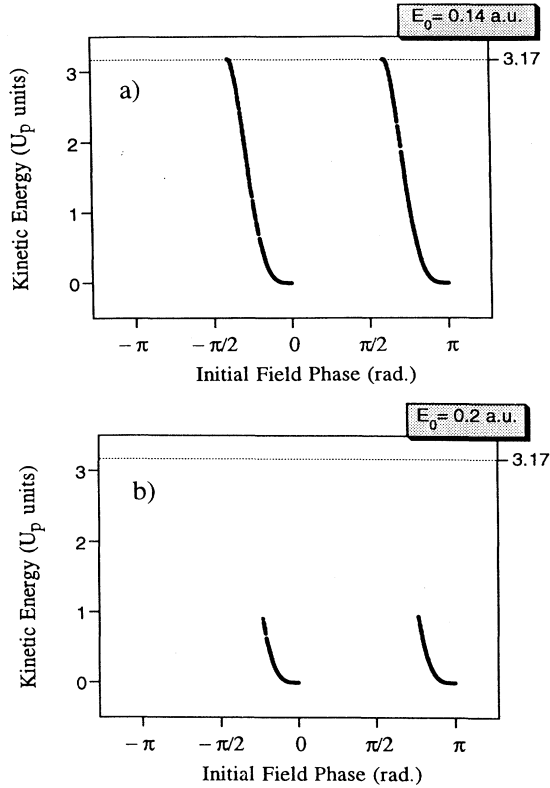 E0= 0.14 a.u.
3.17
a)
Kinetic Energy (Up units)
3
2
1
0
− π − π/2 0 π/2 π
Initial Field Phase (rad.)
E0= 0.2 a.u.
3.17
b)
Kinetic Energy (Up units)
3
2
1
0
− π − π/2 0 π/2 π
Initial Field Phase (rad.)